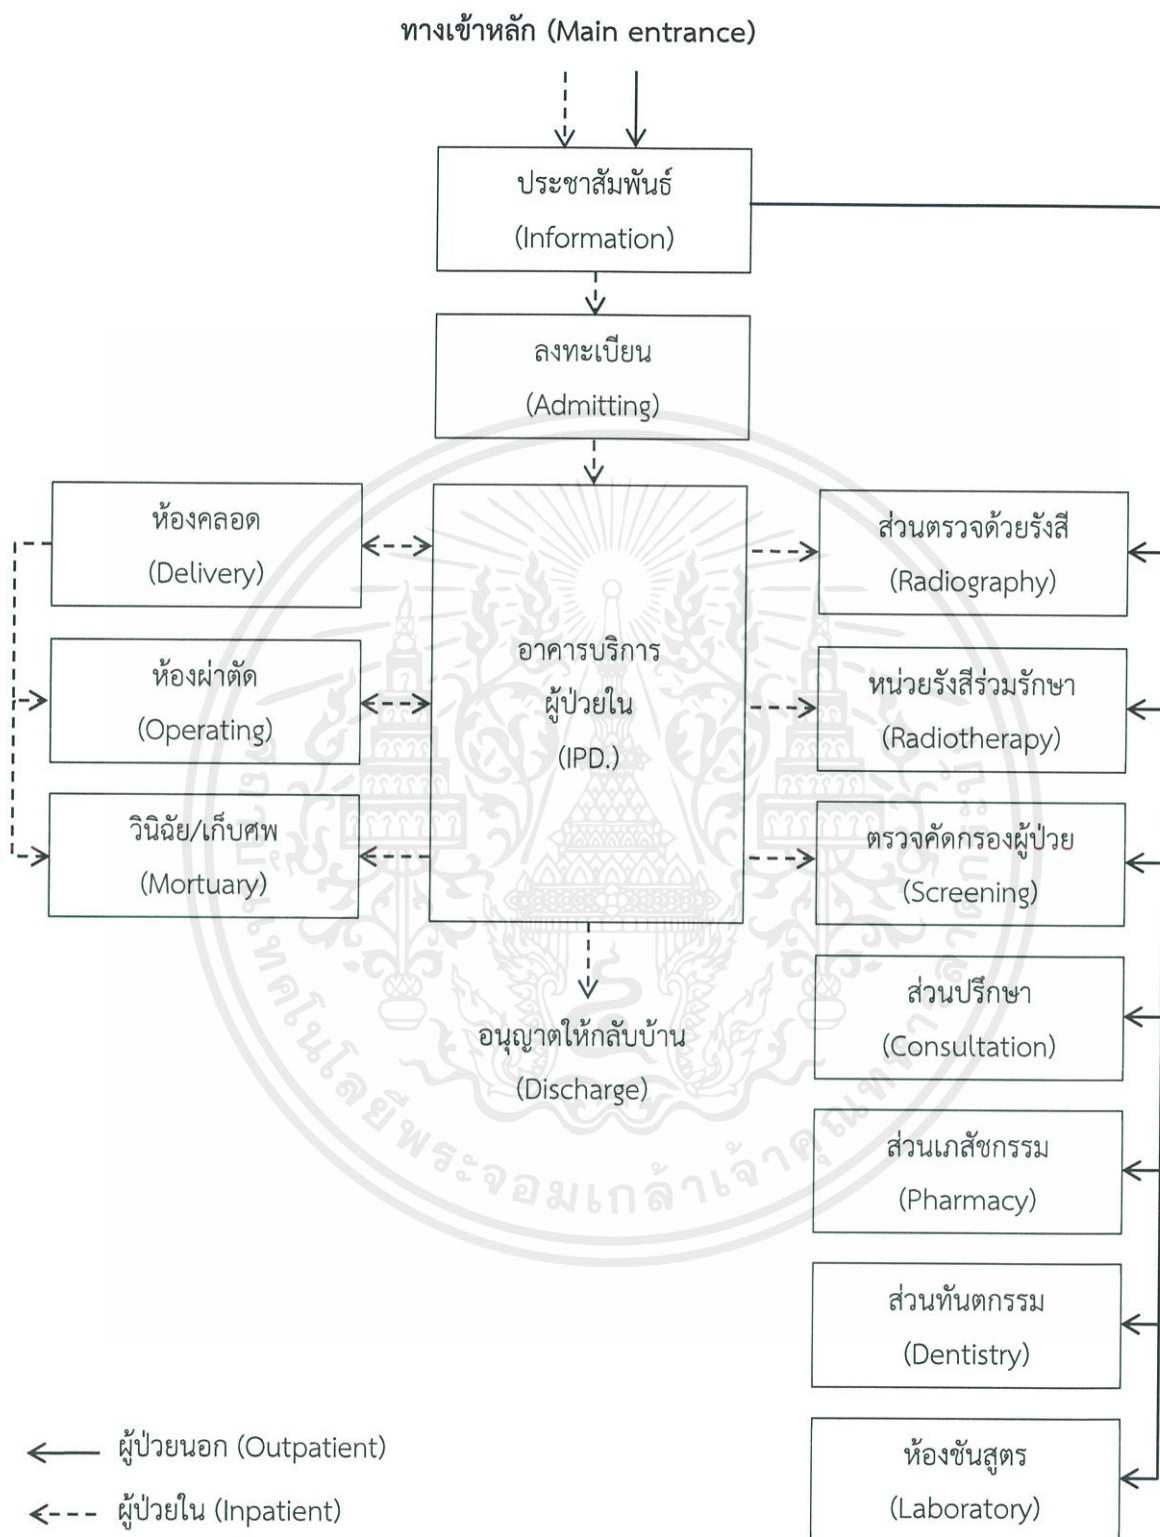 ทางเข้าหลัก (Main entrance)
ประชาสัมพันธ์
(Information)
ลงทะเบียน
(Admitting)
ห้องคลอด
(Delivery)
ห้องผ่าตัด
(Operating)
วินิฉัย/เก็บศพ
(Mortuary)
อาคารบริการ
ผู้ป่วยใน
(IPD.)
อนุญาตให้กลับบ้าน
(Discharge)
ส่วนตรวจด้วยรังสี
(Radiography)
หน่วยรังสีร่วมรักษา
(Radiotherapy)
ตรวจคัดกรองผู้ป่วย
(Screening)
ส่วนปรึกษา
(Consultation)
ส่วนเภสัชกรรม
(Pharmacy)
ส่วนทันตกรรม
(Dentistry)
ห้องชันสูตร
(Laboratory)
ผู้ป่วยนอก (Outpatient)
ผู้ป่วยใน (Inpatient)